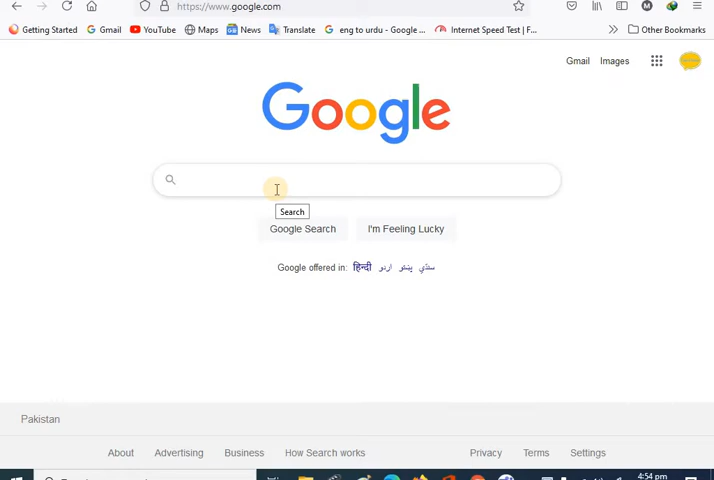 https://www.google.com
Getting Started Gmail YouTube Maps News Translate eng to urdu - Google ... Internet Speed Test | F... Other Bookmarks
Gmail Images
Google
Search
Google Search I'm Feeling Lucky
Google offered in: हिन्दी اردو پښتو سنڌي
Pakistan
About Advertising Business How Search works Privacy Terms Settings
4:54 pm